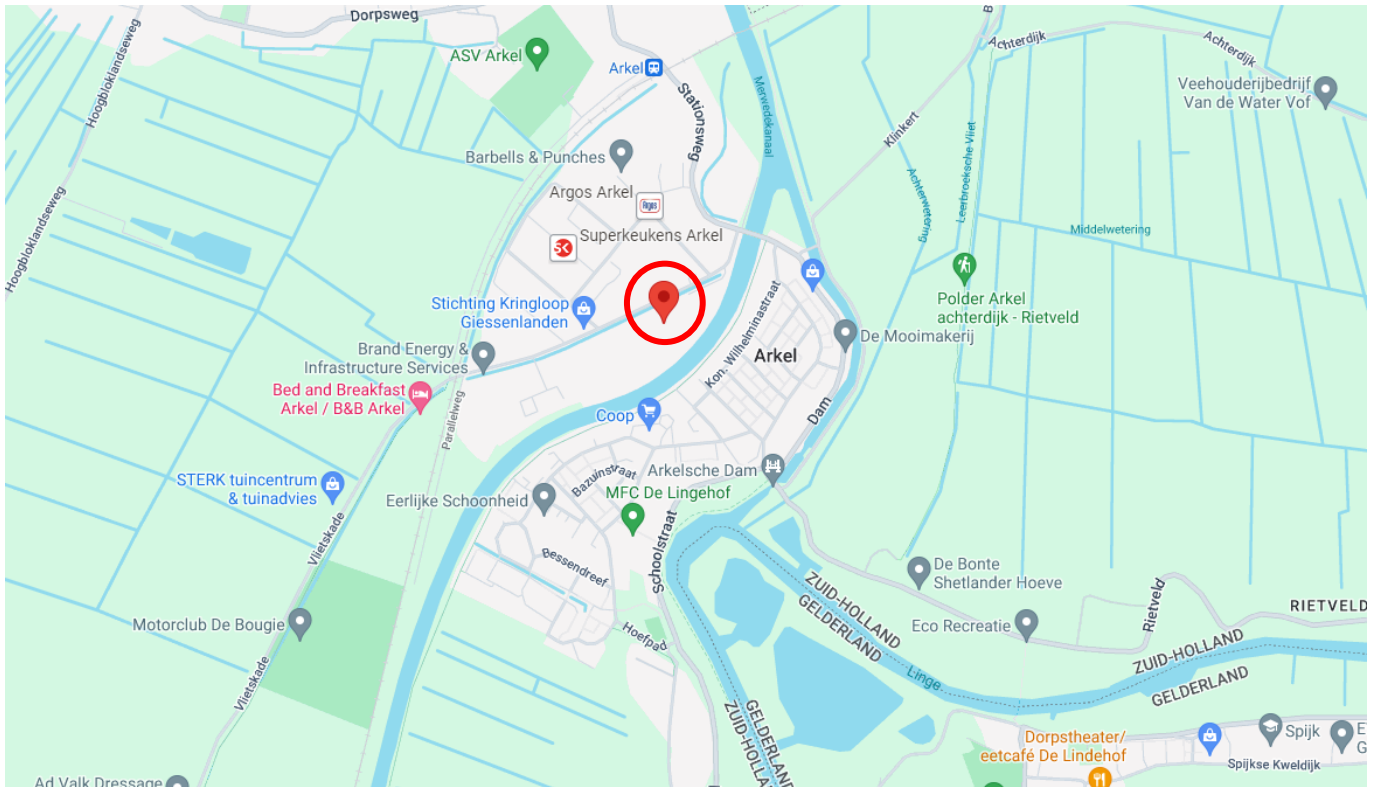 Dorpsweg
Hoogbloklandseweg
ASV Arkel
Arkel
Stationsweg
Merwedekanaal
B
Achterdijk
Achterdijk
Veehouderijbedrijf
Van de Water Vof
Klinkert
Leerbroeksche Vliet
Achterwetering
Barbells & Punches
Argos Arkel
Argos
Superkeukens Arkel
SK
Hoogbloklandseweg
Middelwetering
Polder Arkel
achterdijk - Rietveld
Stichting Kringloop
Giessenlanden
Kon. Wilhelminastraat
De Mooimakerij
Arkel
Brand Energy &
Infrastructure Services
Bed and Breakfast
Arkel / B&B Arkel
Parallelweg
Coop
Dam
Arkelsche Dam
Bazuinstraat
MFC De Lingehof
STERK tuincentrum
& tuinadvies
Eerlijke Schoonheid
Vlietskade
Schoolstraat
Bessendreef
De Bonte
Shetlander Hoeve
ZUID-HOLLAND
GELDERLAND
Rietveld
RIETVELD
Eco Recreatie
Motorclub De Bougie
Hoefpad
ZUID-HOLLAND
GELDERLAND
Linge
Vlietskade
GELDERLAND
ZUID-HOLLA
Dorpstheater/
eetcafé De Lindehof
Spijk
E
G
Spijkse Kweldijk
Ad Valk Dressage